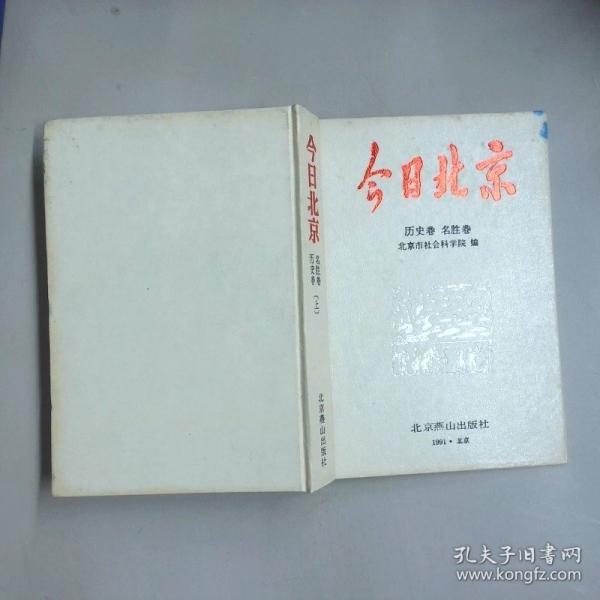 今日北京
历史卷 名胜卷
北京市社会科学院 编
北京燕山出版社
1991·北京
今日北京
名胜卷
历史卷
(上)
北京燕山出版社
孔夫子旧书网
www.kongfz.com